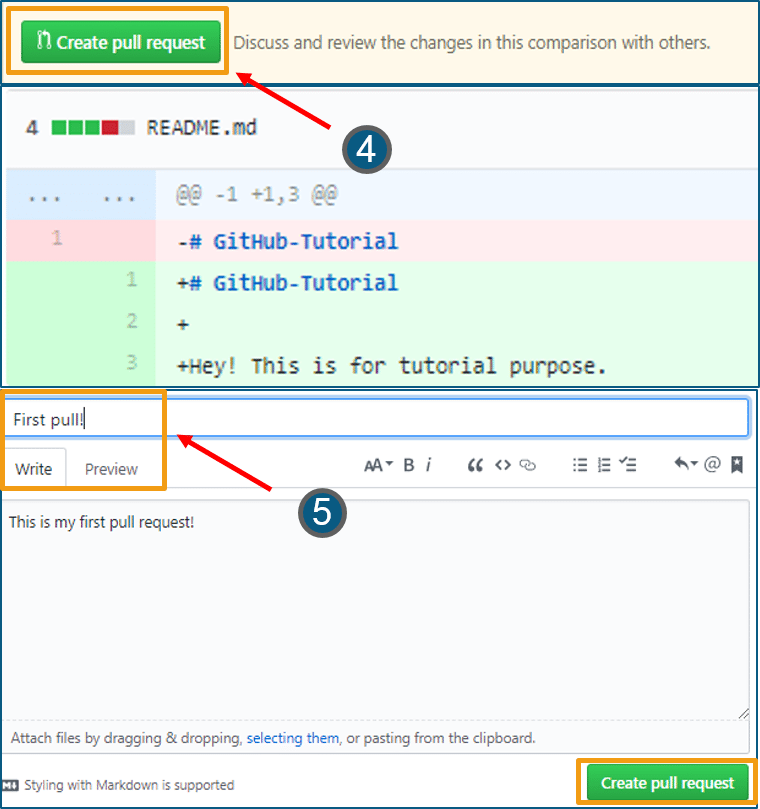 Create pull request Discuss and review the changes in this comparison with others.
4
4 README.md
... ... @@ -1 +1,3 @@
1 -# GitHub-Tutorial
1 +# GitHub-Tutorial
2 +
3 +Hey! This is for tutorial purpose.
First pull!
Write Preview AA B i “ <> @
5
This is my first pull request!
Attach files by dragging & dropping, selecting them, or pasting from the clipboard.
M Styling with Markdown is supported Create pull request